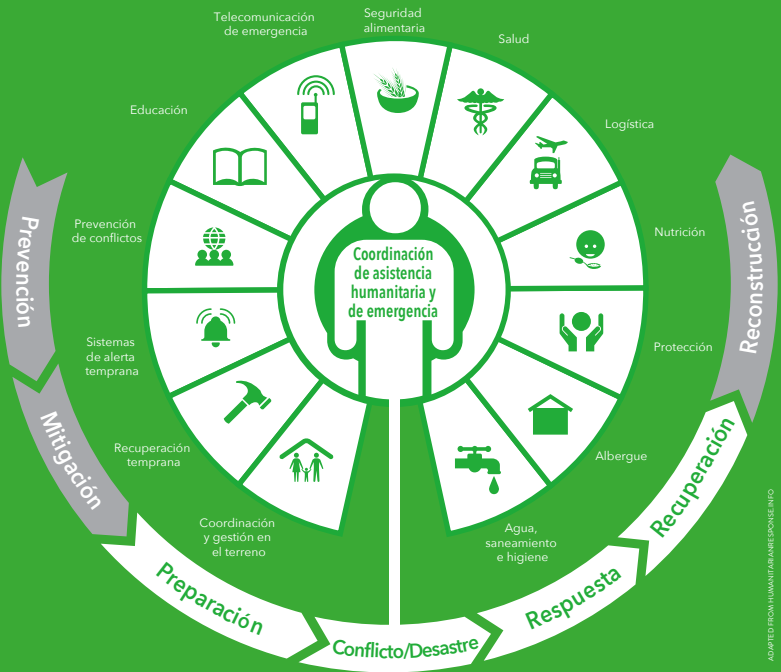 Telecomunicación
de emergencia
Seguridad
alimentaria
Salud
Educación
Logística
Prevención
de conflictos
Nutrición
Sistemas
de alerta
temprana
Protección
Recuperación
temprana
Albergue
Coordinación
y gestión en
el terreno
Agua,
saneamiento
e higiene
Coordinación
de asistencia
humanitaria y
de emergencia
Prevención
Mitigación
Preparación
Conflicto/Desastre
Respuesta
Recuperación
Reconstrucción
ADAPTED FROM HUMANITARIANRESPONSE.INFO